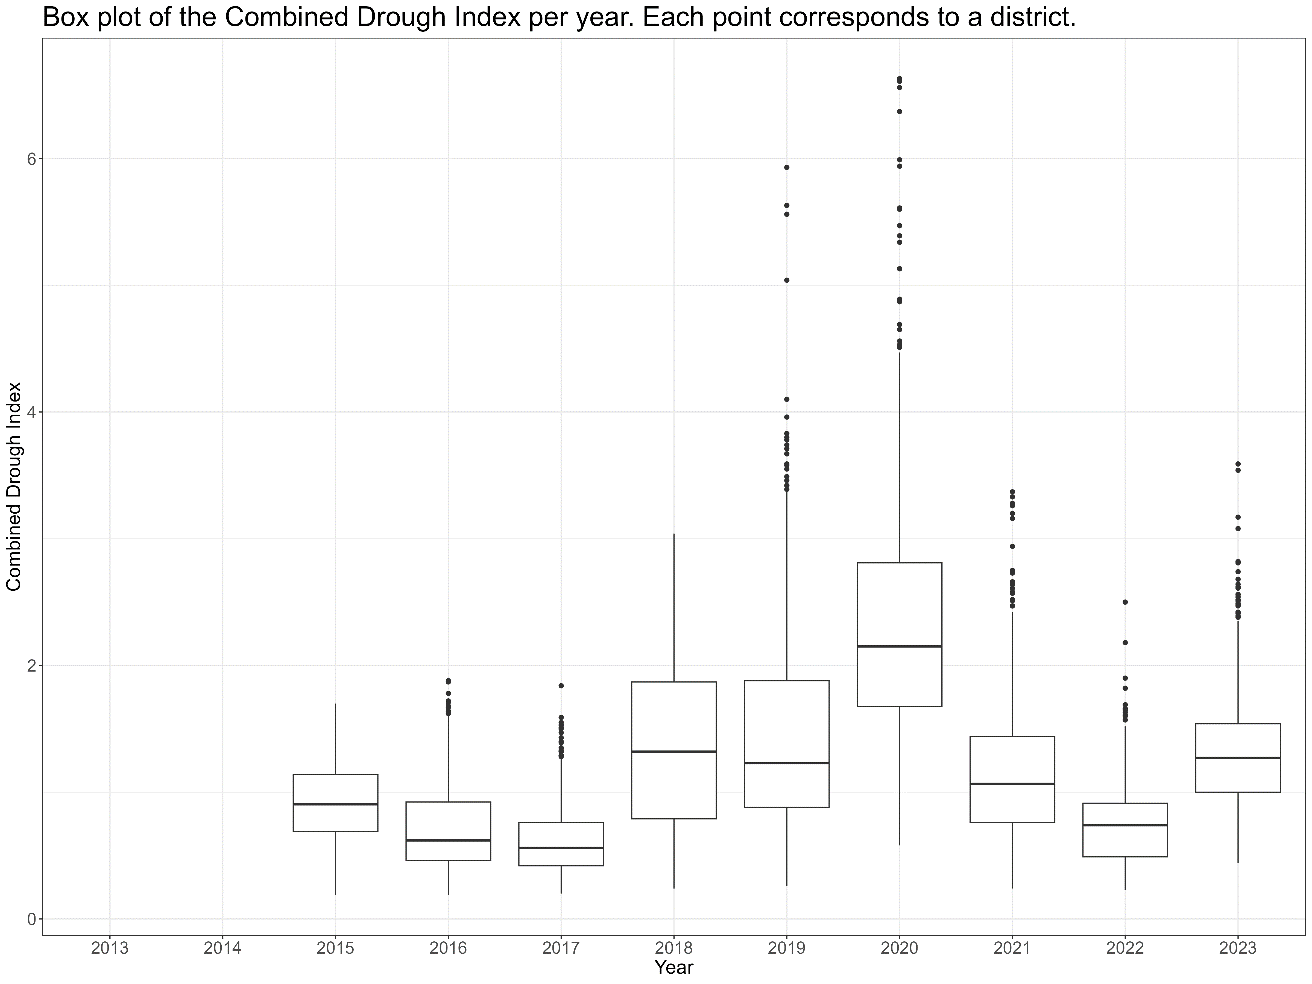 Box plot of the Combined Drough Index per year. Each point corresponds to a district.
Combined Drough Index
6
4
2
0
2013 2014 2015 2016 2017 2018 2019 2020 2021 2022 2023
Year